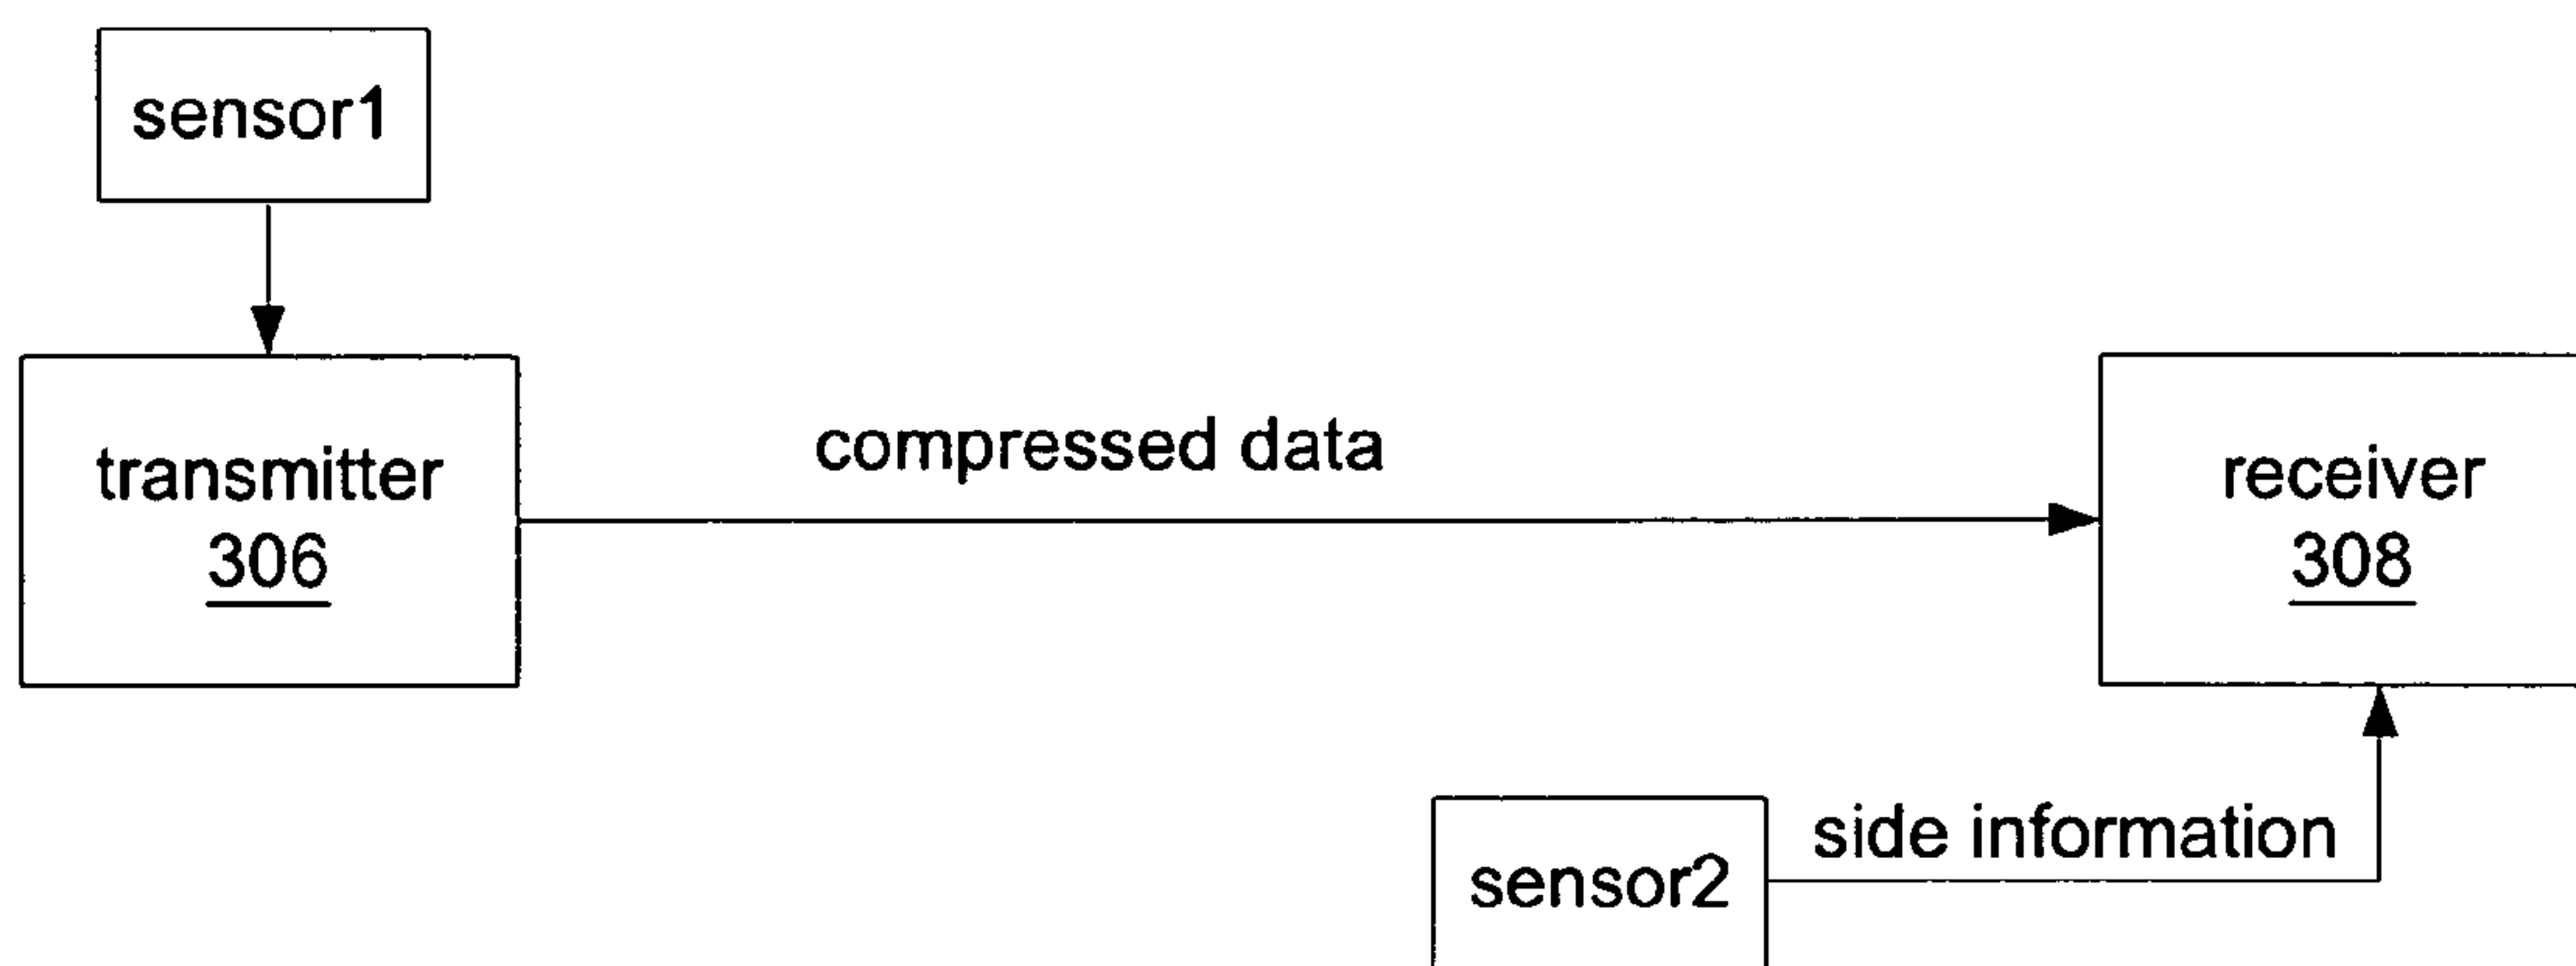 sensor1
transmitter
306
compressed data
receiver
308
side information
sensor2